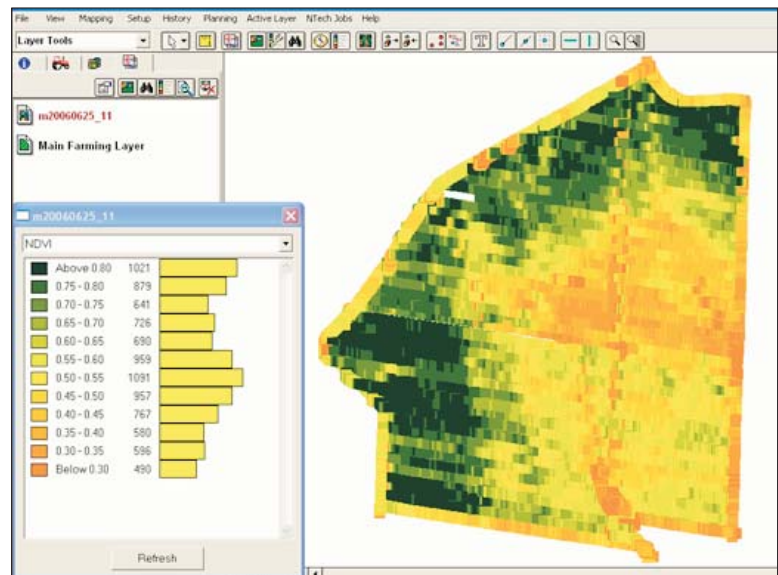 File View Mapping Setup History Planning Active Layer NTech Jobs Help
Layer Tools
m20060625_11
Main Farming Layer
m20060625_11
NDVI
Above 0.80 1021
0.75 - 0.80 879
0.70 - 0.75 641
0.65 - 0.70 726
0.60 - 0.65 690
0.55 - 0.60 959
0.50 - 0.55 1091
0.45 - 0.50 957
0.40 - 0.45 767
0.35 - 0.40 580
0.30 - 0.35 596
Below 0.30 490
Refresh